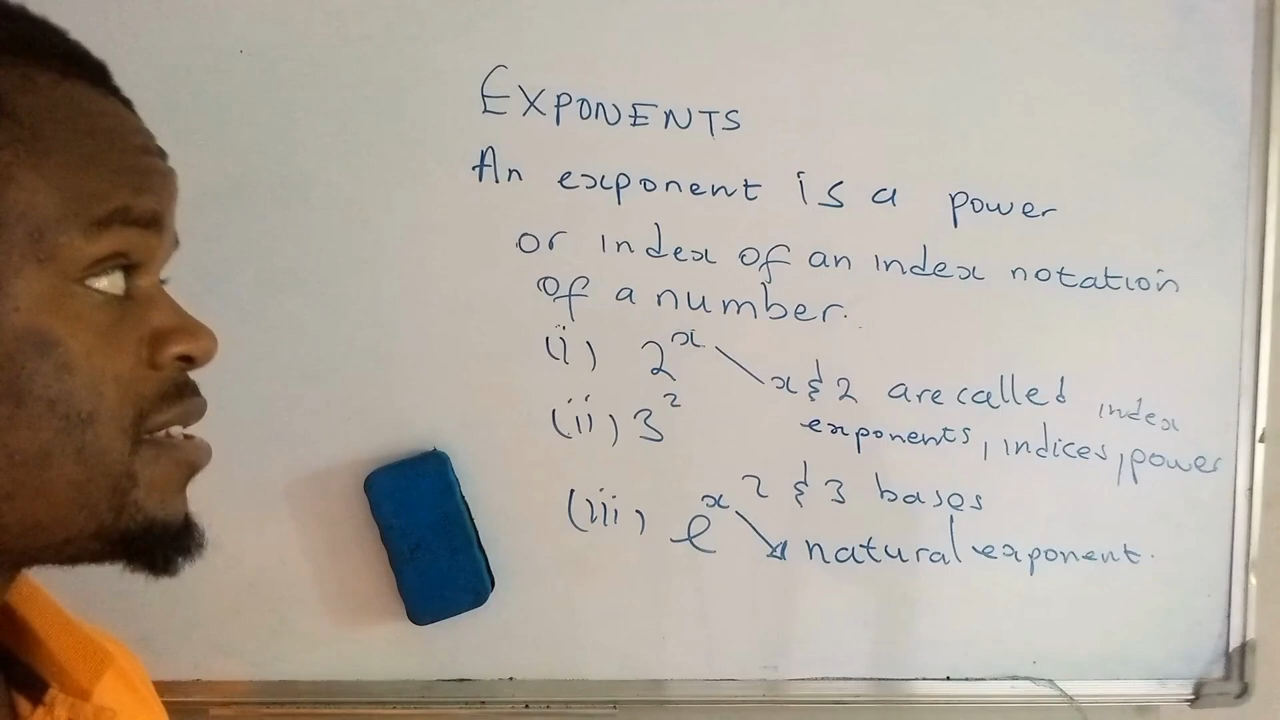 EXPONENTS
An exponent is a power
or index of an index notation
of a number.
(i) 2^x x & 2 are called index
(ii) 3^2 exponents, indices, power
2 & 3 bases
(iii) e^x natural exponent.